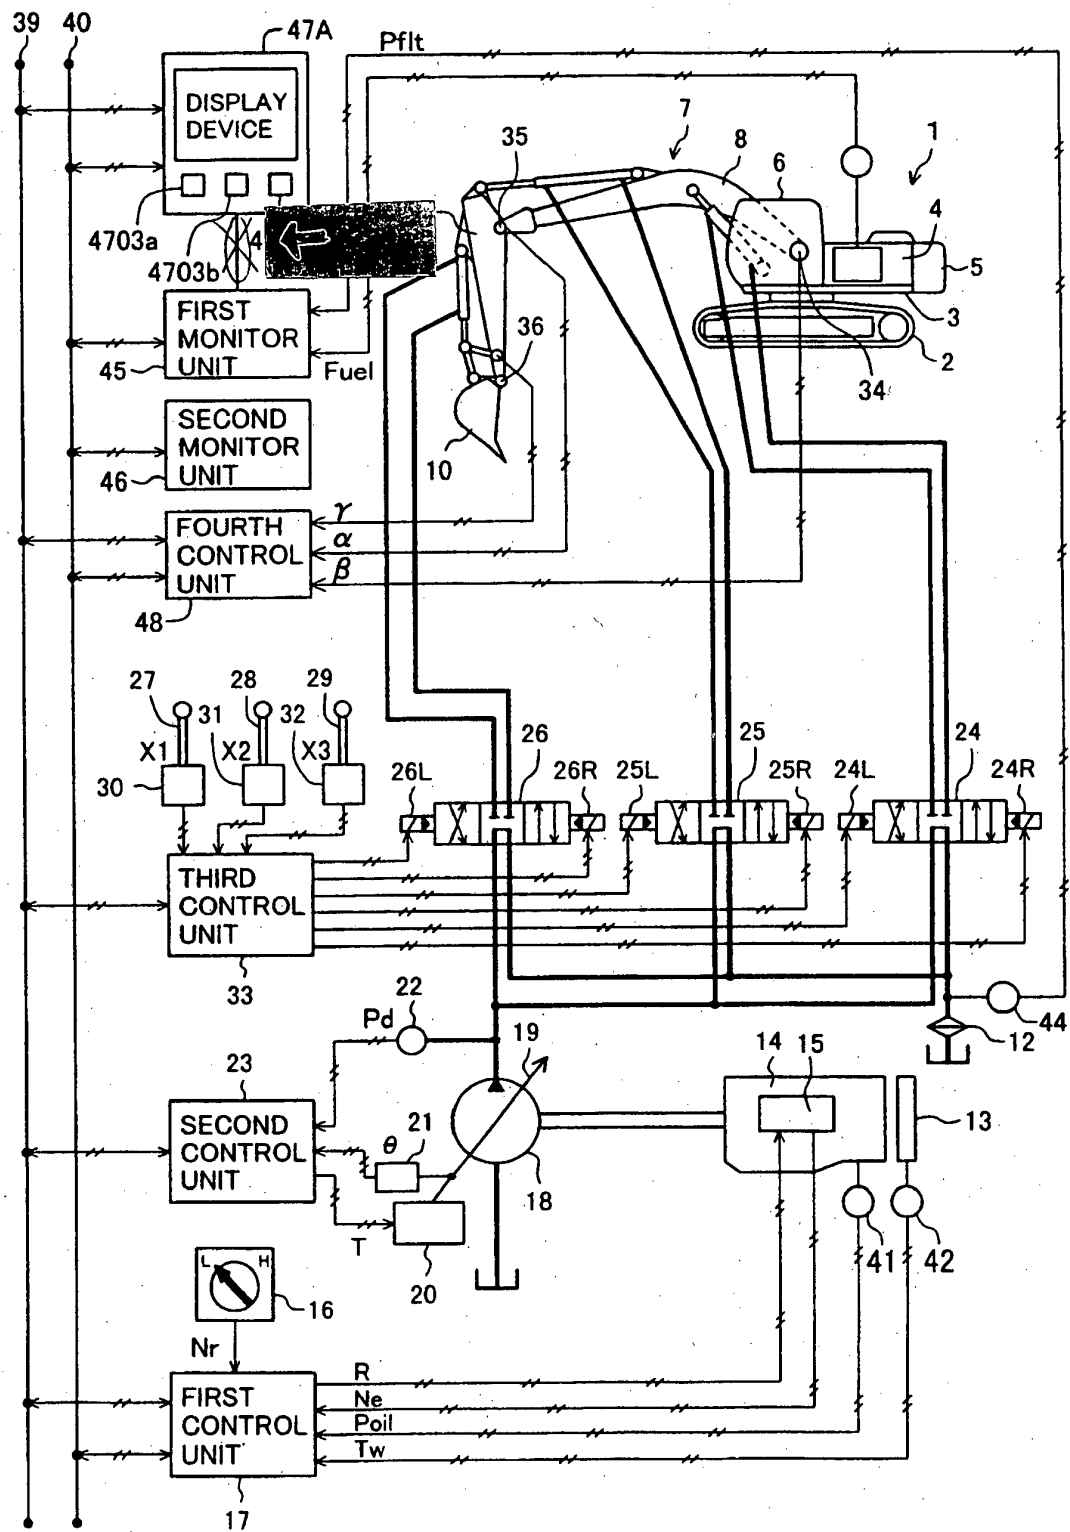 39
40
47A
Pflt
DISPLAY
DEVICE
4703a
4703b
4
35
7
8
6
1
4
5
3
2
34
36
10
FIRST
MONITOR
UNIT
45
Fuel
SECOND
MONITOR
UNIT
46
FOURTH
CONTROL
UNIT
48
γ
α
β
27
28
29
31
32
X1
X2
X3
30
26L
26
26R
25L
25
25R
24L
24
24R
THIRD
CONTROL
UNIT
33
22
Pd
19
44
12
14
15
13
23
SECOND
CONTROL
UNIT
θ
21
18
T
20
41
42
L
H
16
Nr
FIRST
CONTROL
UNIT
17
R
Ne
Poil
Tw